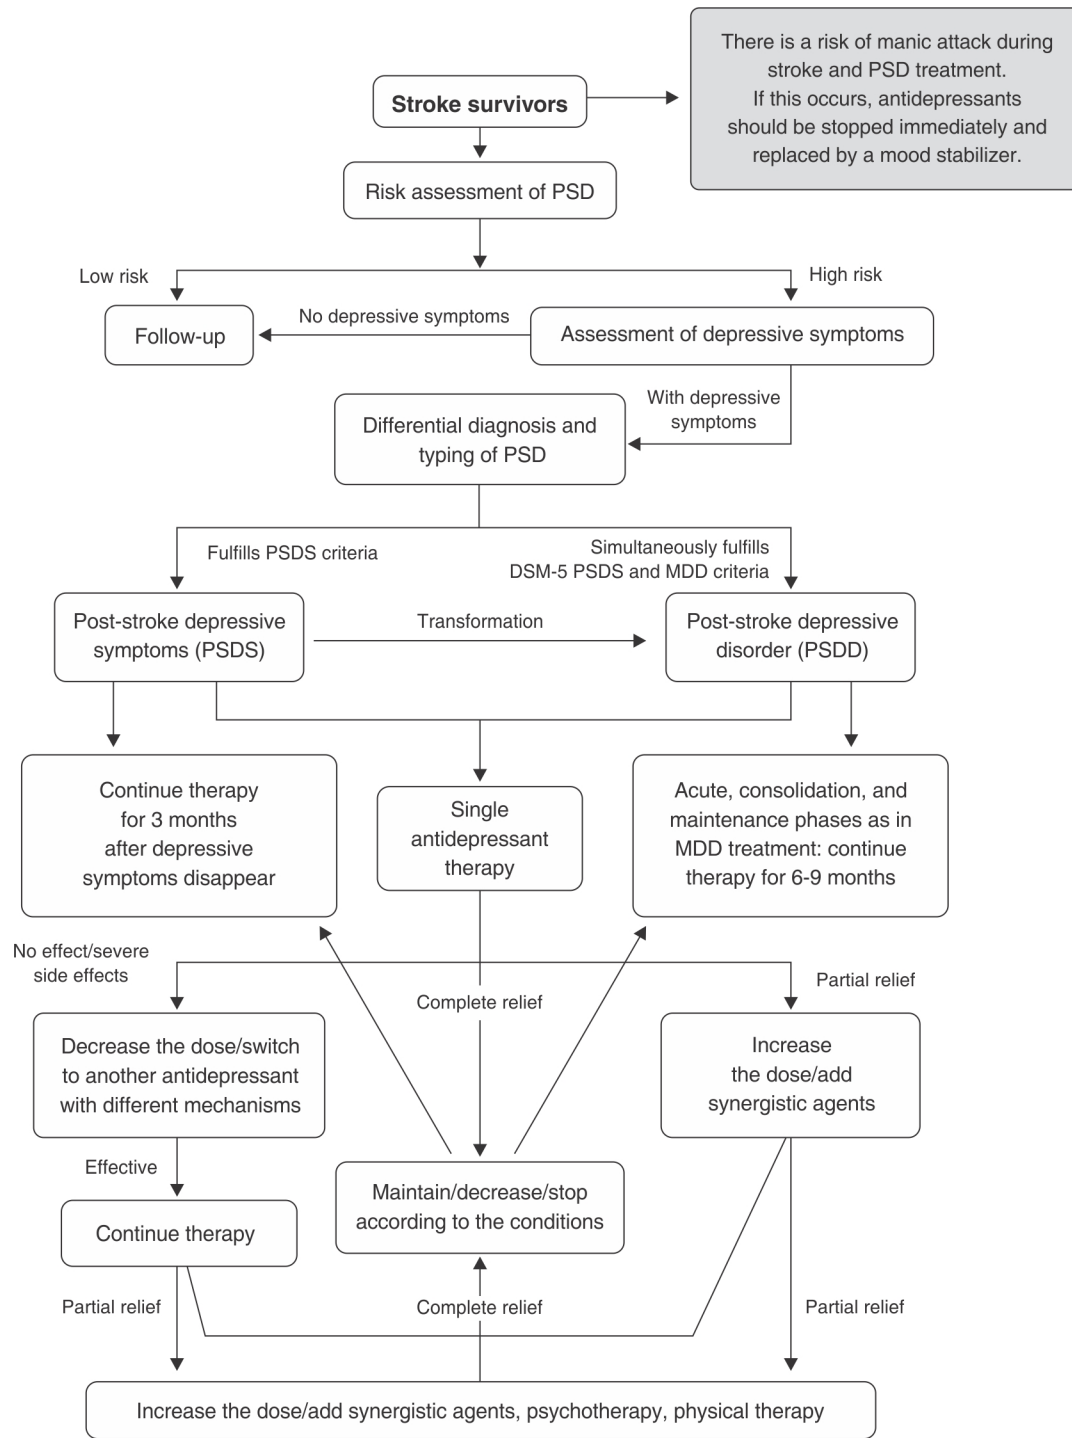 There is a risk of manic attack during
stroke and PSD treatment.
If this occurs, antidepressants
should be stopped immediately and
replaced by a mood stabilizer.
Stroke survivors
Risk assessment of PSD
Low risk
High risk
Follow-up
No depressive symptoms
Assessment of depressive symptoms
With depressive
symptoms
Differential diagnosis and
typing of PSD
Fulfills PSDS criteria
Simultaneously fulfills
DSM-5 PSDS and MDD criteria
Post-stroke depressive
symptoms (PSDS)
Transformation
Post-stroke depressive
disorder (PSDD)
Continue therapy
for 3 months
after depressive
symptoms disappear
Single
antidepressant
therapy
Acute, consolidation, and
maintenance phases as in
MDD treatment: continue
therapy for 6-9 months
No effect/severe
side effects
Complete relief
Partial relief
Decrease the dose/switch
to another antidepressant
with different mechanisms
Increase
the dose/add
synergistic agents
Effective
Continue therapy
Maintain/decrease/stop
according to the conditions
Partial relief
Complete relief
Partial relief
Increase the dose/add synergistic agents, psychotherapy, physical therapy